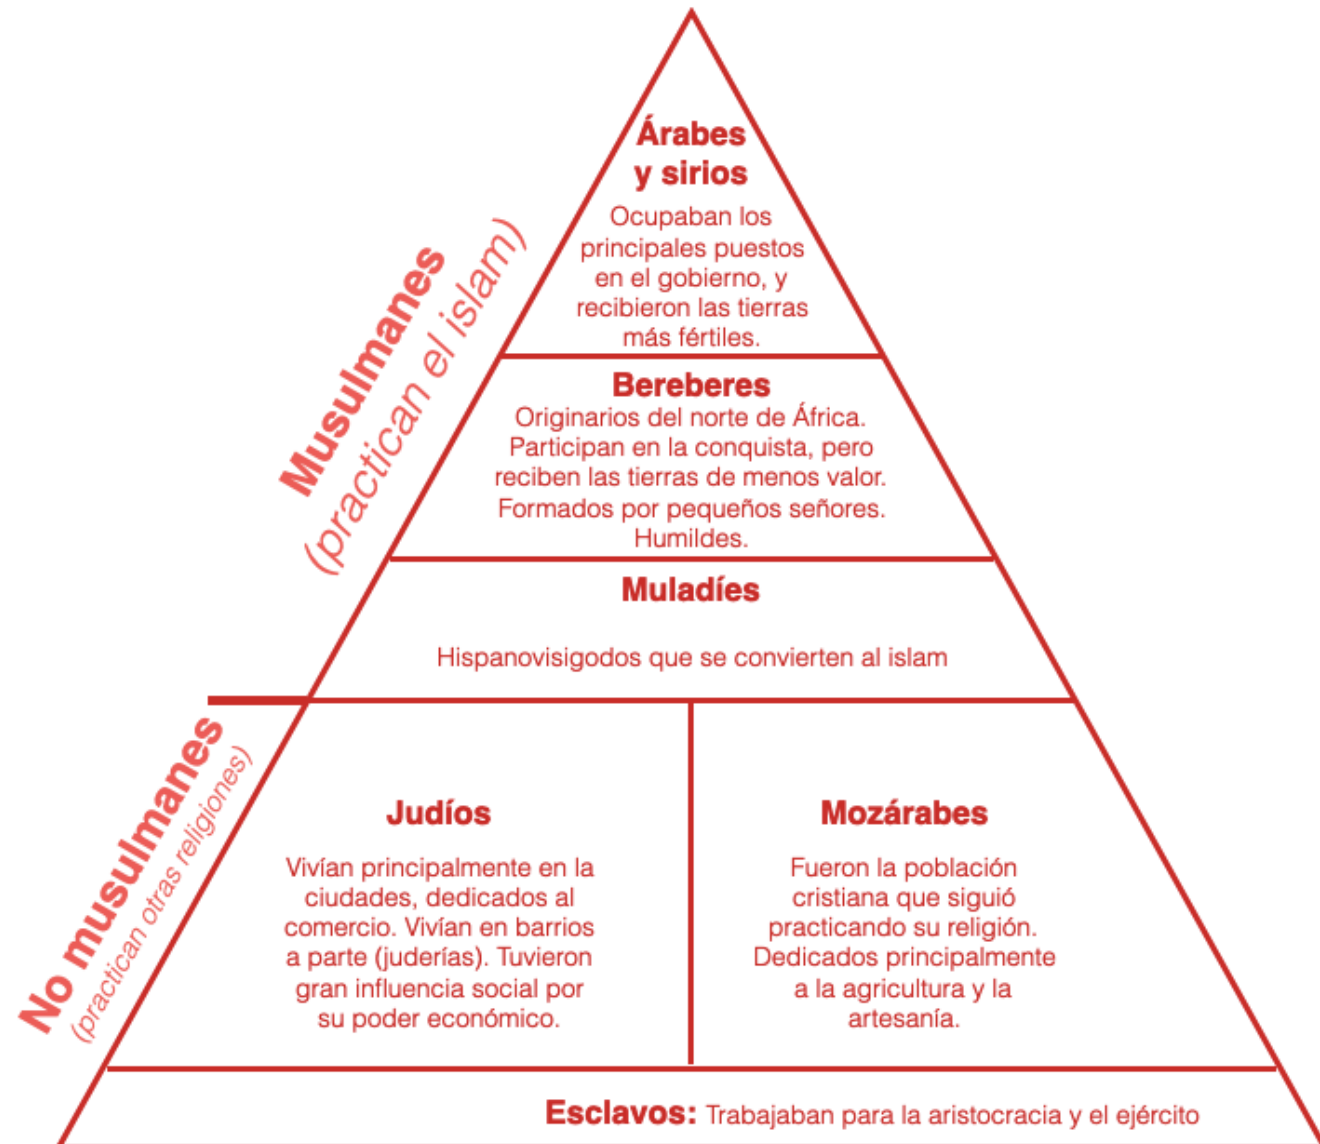 Árabes
y sirios
Ocupaban los
principales puestos
en el gobierno, y
recibieron las tierras
más fértiles.
Musulmanes
(practican el islam)
Bereberes
Originarios del norte de África.
Participan en la conquista, pero
reciben las tierras de menos valor.
Formados por pequeños señores.
Humildes.
Muladíes
Hispanovisigodos que se convierten al islam
No musulmanes
(practican otras religiones)
Judíos
Vivían principalmente en la
ciudades, dedicados al
comercio. Vivían en barrios
a parte (juderías). Tuvieron
gran influencia social por
su poder económico.
Mozárabes
Fueron la población
cristiana que siguió
practicando su religión.
Dedicados principalmente
a la agricultura y la
artesanía.
Esclavos: Trabajaban para la aristocracia y el ejército